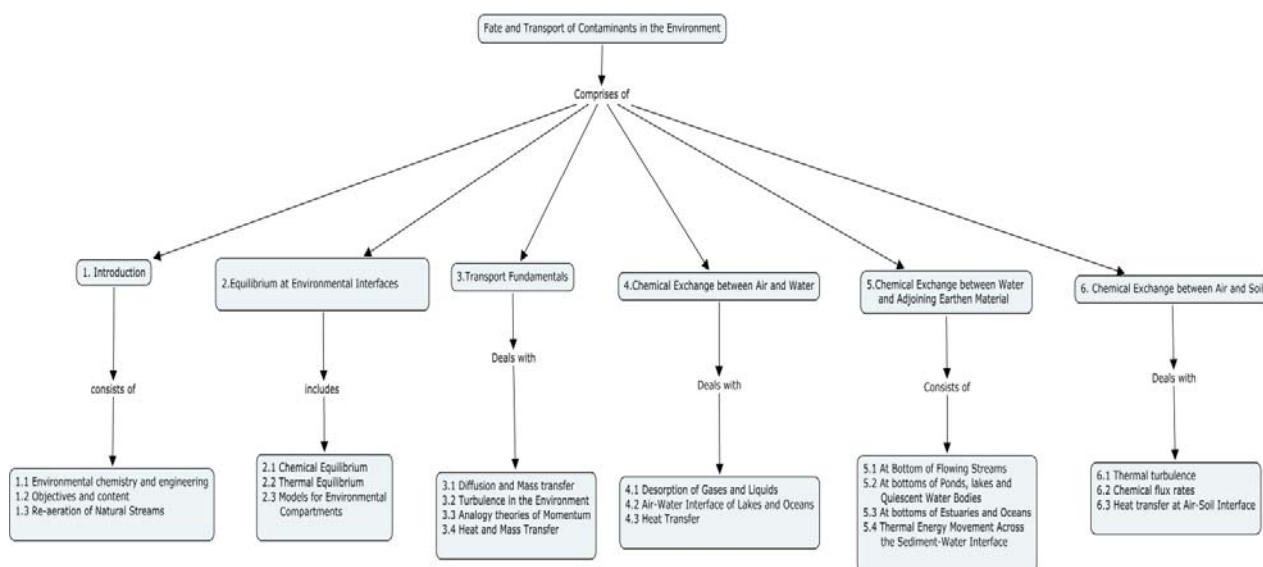 Fate and Transport of Contaminants in the Environment
Comprises of
1. Introduction
2.Equilibrium at Environmental Interfaces
3.Transport Fundamentals
4.Chemical Exchange between Air and Water
5.Chemical Exchange between Water
and Adjoining Earthen Material
6. Chemical Exchange between Air and Soil
consists of
includes
Deals with
Deals with
Consists of
Deals with
1.1 Environmental chemistry and engineering
1.2 Objectives and content
1.3 Re-aeration of Natural Streams
2.1 Chemical Equilibrium
2.2 Thermal Equilibrium
2.3 Models for Environmental
Compartments
3.1 Diffusion and Mass transfer
3.2 Turbulence in the Environment
3.3 Analogy theories of Momentum
3.4 Heat and Mass Transfer
4.1 Desorption of Gases and Liquids
4.2 Air-Water Interface of Lakes and Oceans
4.3 Heat Transfer
5.1 At Bottom of Flowing Streams
5.2 At bottoms of Ponds, lakes and
Quiescent Water Bodies
5.3 At bottoms of Estuaries and Oceans
5.4 Thermal Energy Movement Across
the Sediment-Water Interface
6.1 Thermal turbulence
6.2 Chemical flux rates
6.3 Heat transfer at Air-Soil Interface